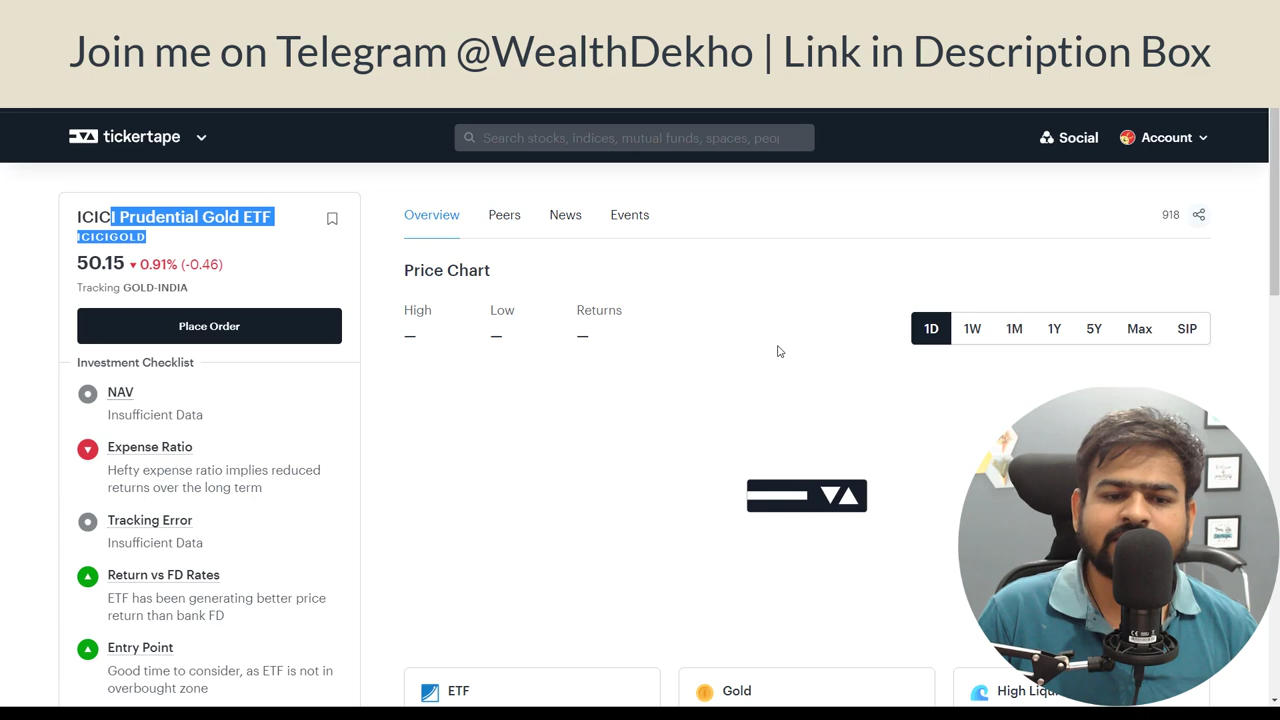 Join me on Telegram @WealthDekho | Link in Description Box
tickertape
Search stocks, indices, mutual funds, spaces, peop
Social
Account
ICICI Prudential Gold ETF
ICICIGOLD
50.15 ▼ 0.91% (-0.46)
Tracking GOLD-INDIA
Place Order
Investment Checklist
NAV
Insufficient Data
Expense Ratio
Hefty expense ratio implies reduced
returns over the long term
Tracking Error
Insufficient Data
Return vs FD Rates
ETF has been generating better price
return than bank FD
Entry Point
Good time to consider, as ETF is not in
overbought zone
Overview Peers News Events
918
Price Chart
High Low Returns
— — —
1D 1W 1M 1Y 5Y Max SIP
ETF
Gold
High